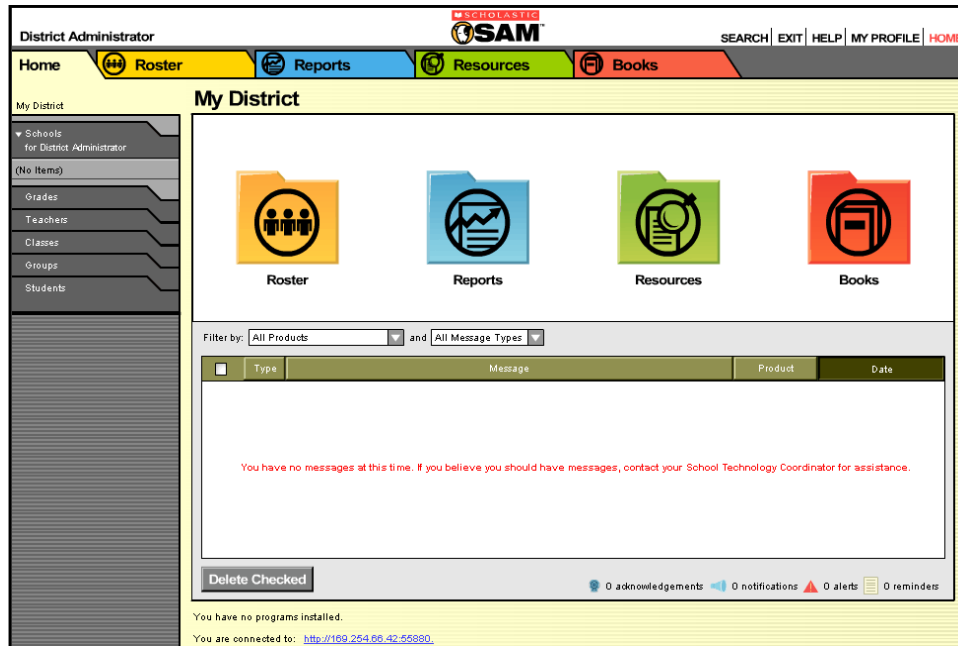 SCHOLASTIC
SAM
District Administrator
SEARCH EXIT HELP MY PROFILE HOME
Home Roster Reports Resources Books
My District
My District
Schools
for District Administrator
(No Items)
Grades
Teachers
Classes
Groups
Students
Roster Reports Resources Books
Filter by: All Products and All Message Types
Type Message Product Date
You have no messages at this time. If you believe you should have messages, contact your School Technology Coordinator for assistance.
Delete Checked
0 acknowledgements 0 notifications 0 alerts 0 reminders
You have no programs installed.
You are connected to: http://169.254.66.42:55880.